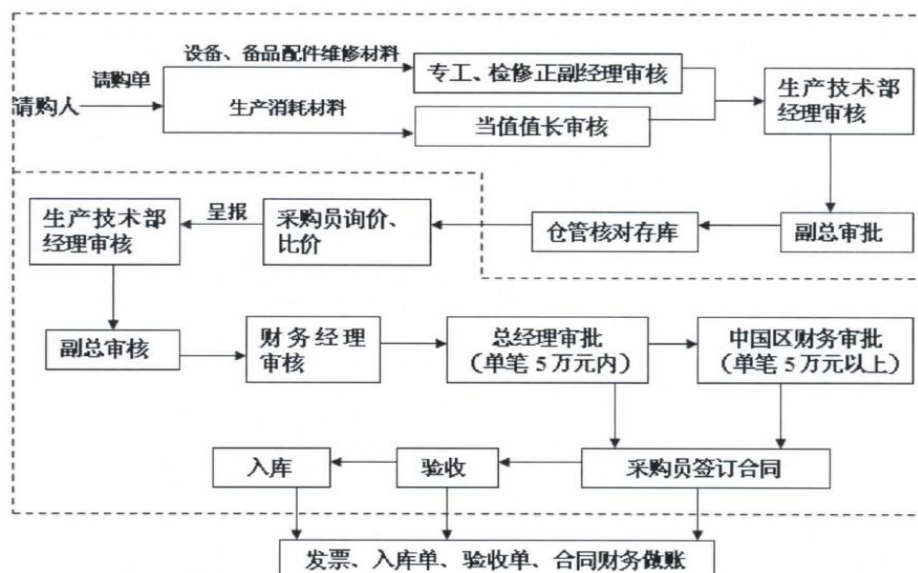 设备、备品配件维修材料
请购单
专工、检修正副经理审核
请购人
生产消耗材料
当值值长审核
生产技术部
经理审核
生产技术部
经理审核
呈报
采购员询价、
比价
仓管核对存库
副总审批
副总审核
财务经理
审核
总经理审批
（单笔5万元内）
中国区财务审批
（单笔5万元以上）
入库
验收
采购员签订合同
发票、入库单、验收单、合同财务做账